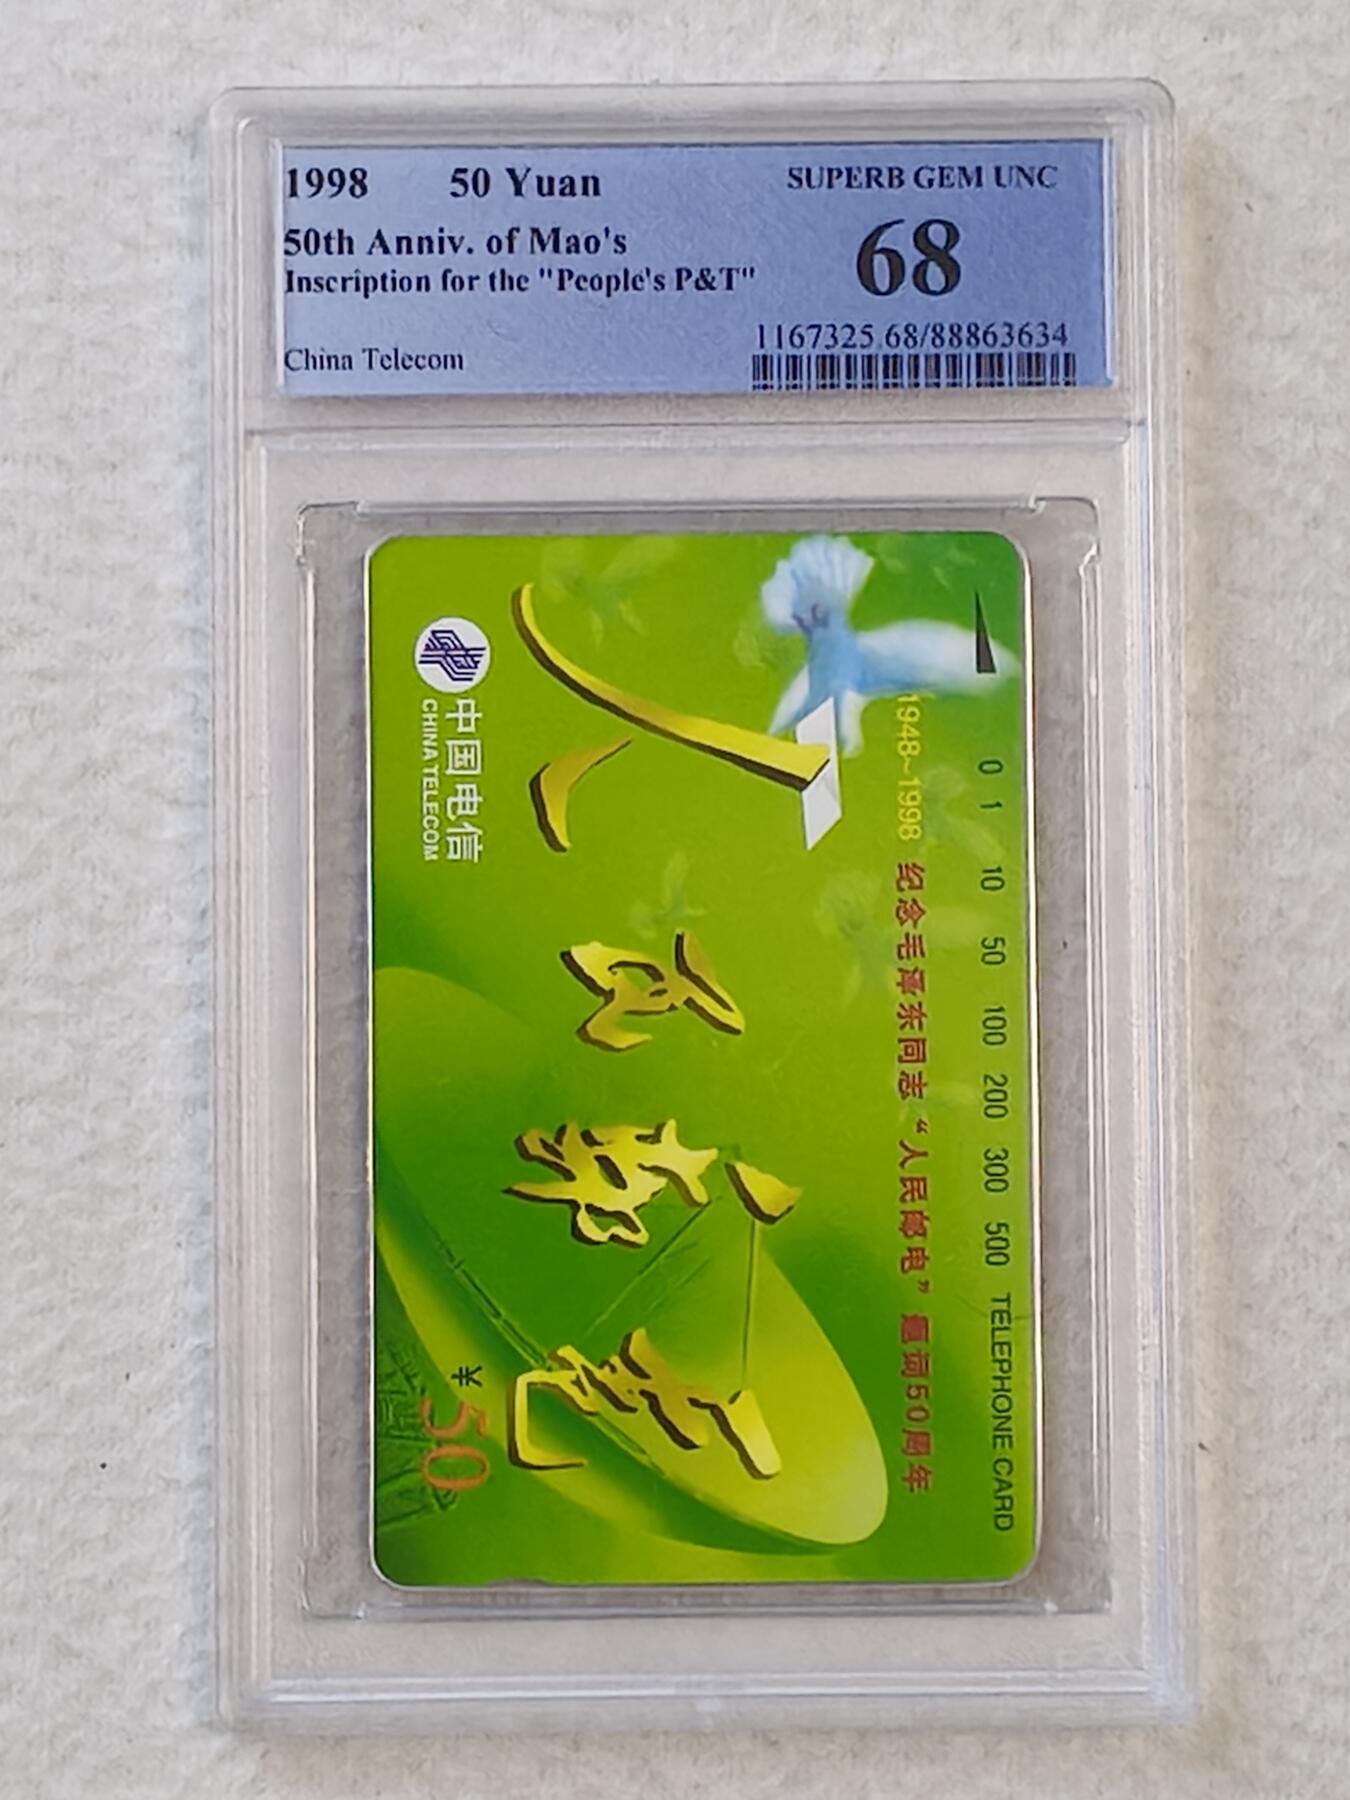 1998 50 Yuan
50th Anniv. of Mao's
Inscription for the "People's P&T"
China Telecom
SUPERB GEM UNC
68
1167325.68/88863634
0 1 10 50 100 200 300 500 TELEPHONE CARD
1948~1998 纪念毛泽东同志“人民邮电”题词50周年
人民邮电
中国电信
CHINA TELECOM
¥50